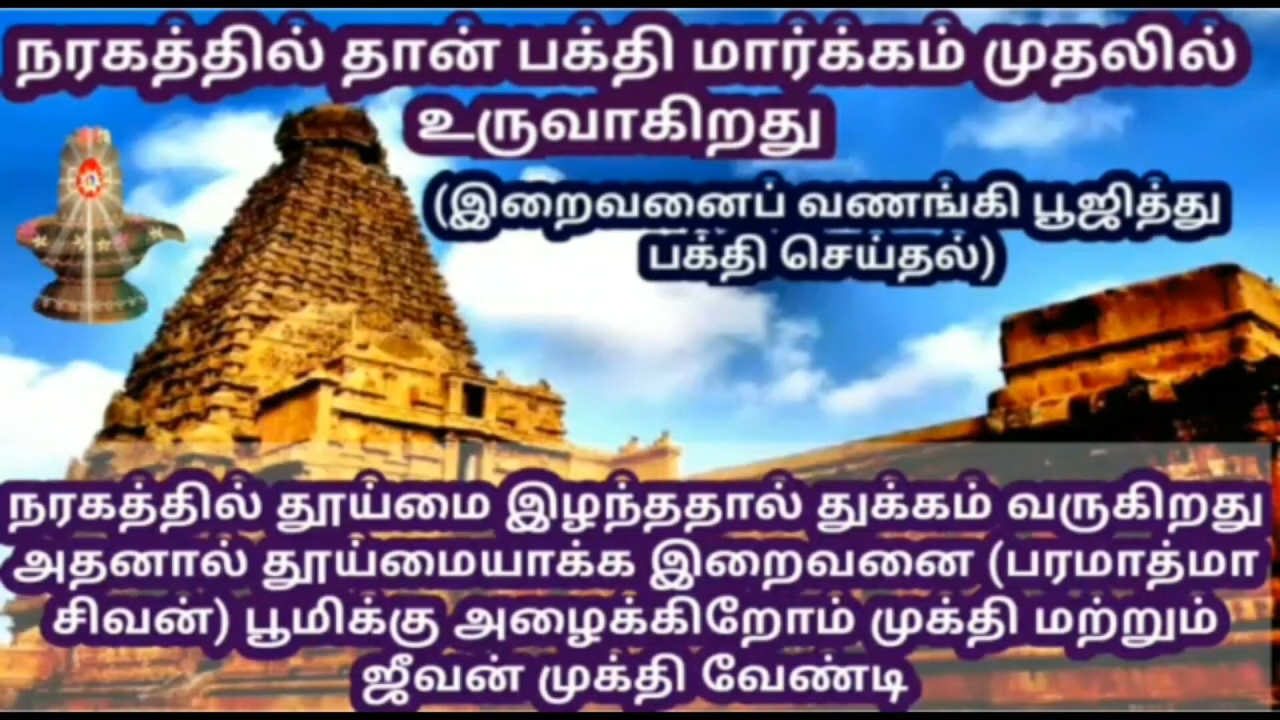 நரகத்தில் தான் பக்தி மார்க்கம் முதலில்
உருவாகிறது
(இறைவனைப் வணங்கி பூஜித்து
பக்தி செய்தல்)
நரகத்தில் தூய்மை இழந்ததால் துக்கம் வருகிறது
அதனால் தூய்மையாக்க இறைவனை (பரமாத்மா
சிவன்) பூமிக்கு அழைக்கிறோம் முக்தி மற்றும்
ஜீவன் முக்தி வேண்டி